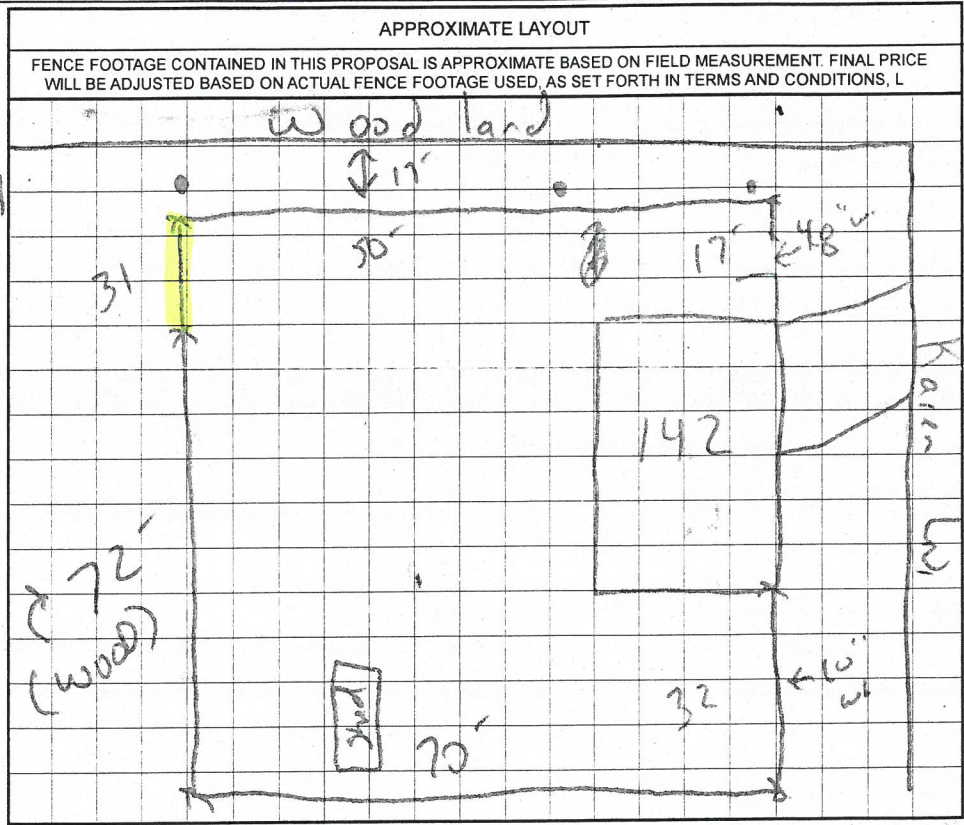 APPROXIMATE LAYOUT
FENCE FOOTAGE CONTAINED IN THIS PROPOSAL IS APPROXIMATE BASED ON FIELD MEASUREMENT. FINAL PRICE
WILL BE ADJUSTED BASED ON ACTUAL FENCE FOOTAGE USED, AS SET FORTH IN TERMS AND CONDITIONS, L
Wood land
17'
50'
17'
48"
31
142
72'
(WOOD)
32
shed
70'